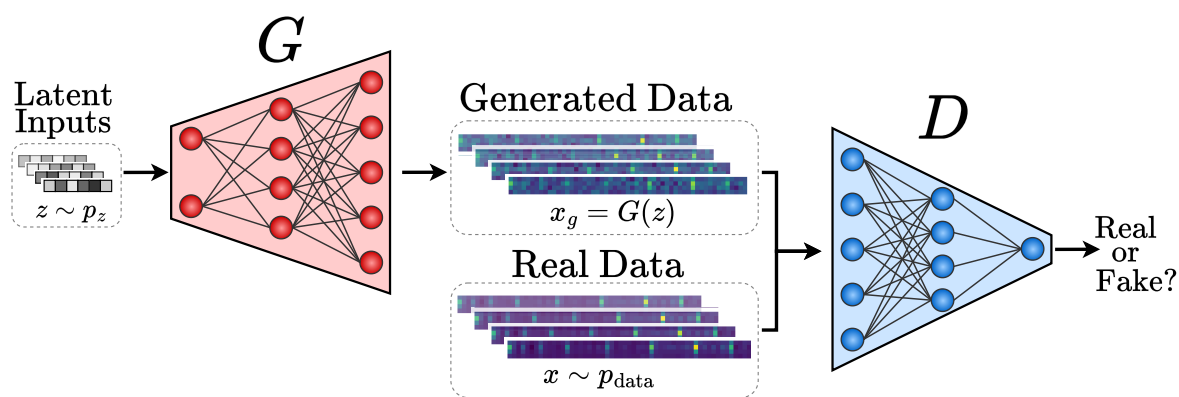 G
Latent
Inputs
z ∼ p_z
Generated Data
x_g = G(z)
Real Data
x ∼ p_data
D
Real
or
Fake?